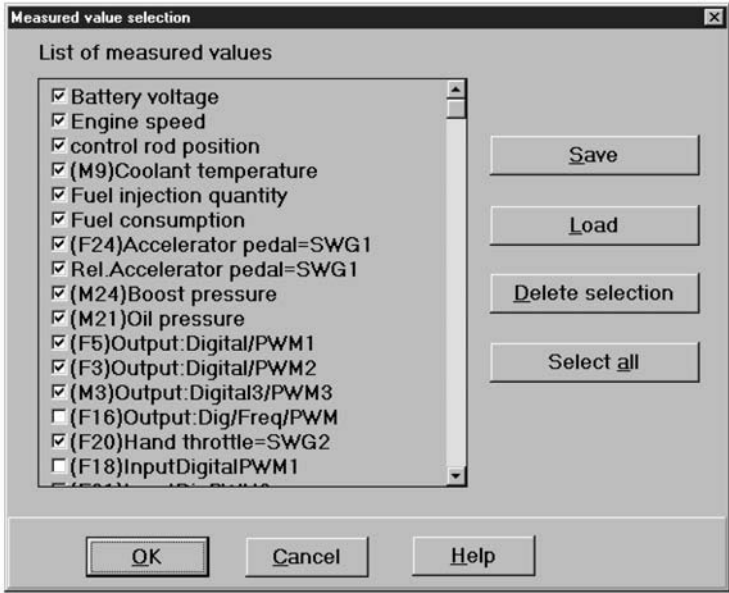 Measured value selection
List of measured values
Battery voltage
Engine speed
control rod position
(M9)Coolant temperature
Fuel injection quantity
Fuel consumption
(F24)Accelerator pedal=SWG1
Rel.Accelerator pedal=SWG1
(M24)Boost pressure
(M21)Oil pressure
(F5)Output:Digital/PWM1
(F3)Output:Digital/PWM2
(M3)Output:Digital3/PWM3
(F16)Output:Dig/Freq/PWM
(F20)Hand throttle=SWG2
(F18)InputDigitalPWM1
Save
Load
Delete selection
Select all
OK
Cancel
Help